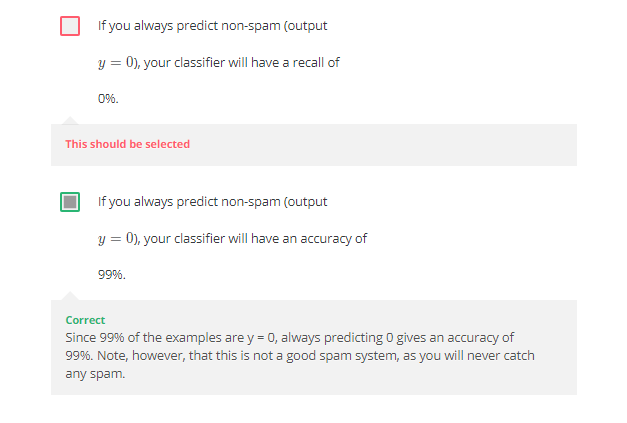 If you always predict non-spam (output
y = 0), your classifier will have a recall of
0%.
This should be selected
If you always predict non-spam (output
y = 0), your classifier will have an accuracy of
99%.
Correct
Since 99% of the examples are y = 0, always predicting 0 gives an accuracy of
99%. Note, however, that this is not a good spam system, as you will never catch
any spam.